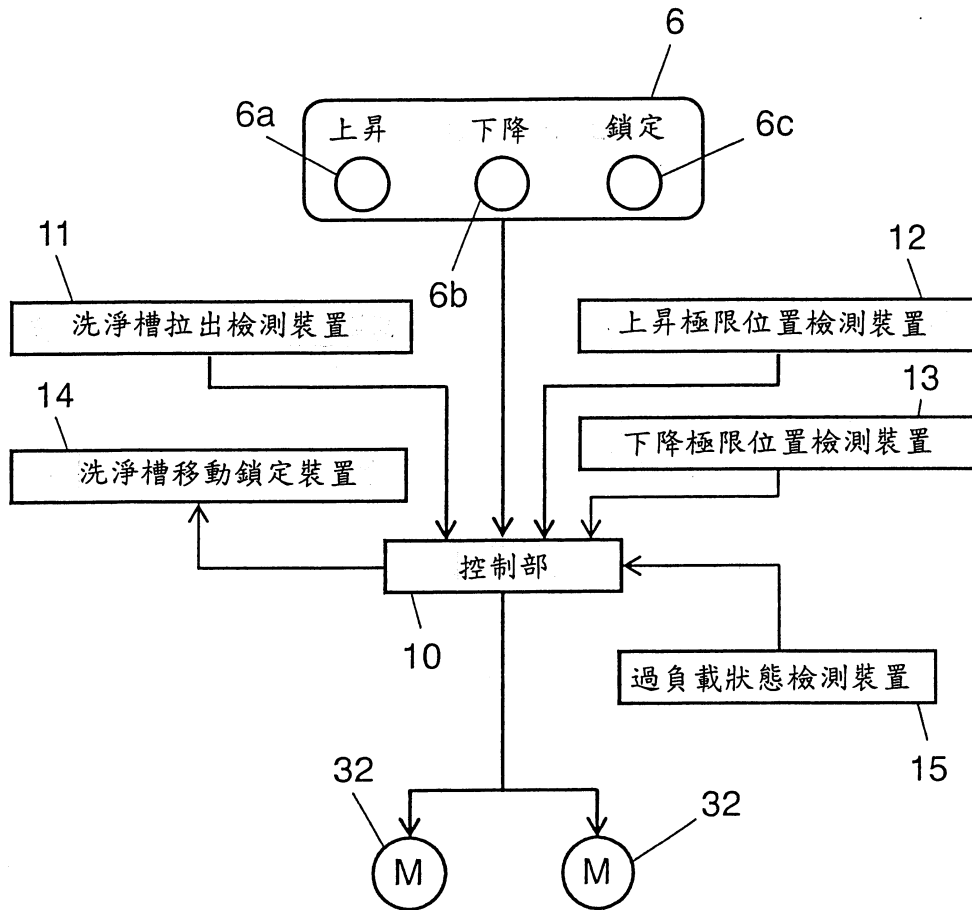 6
6a
上昇
下降
鎖定
6c
6b
11
洗淨槽拉出檢測裝置
12
上昇極限位置檢測裝置
14
洗淨槽移動鎖定裝置
13
下降極限位置檢測裝置
控制部
10
過負載狀態檢測裝置
15
32
M
M
32